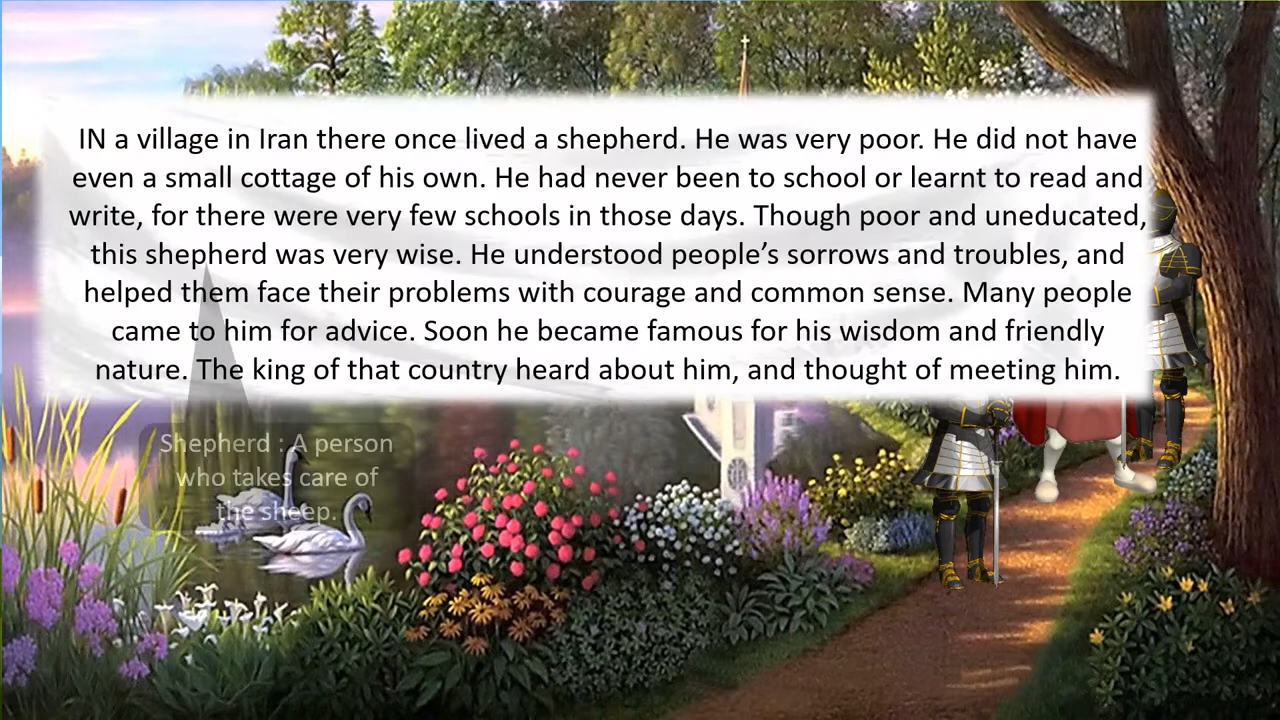 IN a village in Iran there once lived a shepherd. He was very poor. He did not have
even a small cottage of his own. He had never been to school or learnt to read and
write, for there were very few schools in those days. Though poor and uneducated,
this shepherd was very wise. He understood people’s sorrows and troubles, and
helped them face their problems with courage and common sense. Many people
came to him for advice. Soon he became famous for his wisdom and friendly
nature. The king of that country heard about him, and thought of meeting him.
Shepherd : A person
who takes care of
the sheep.